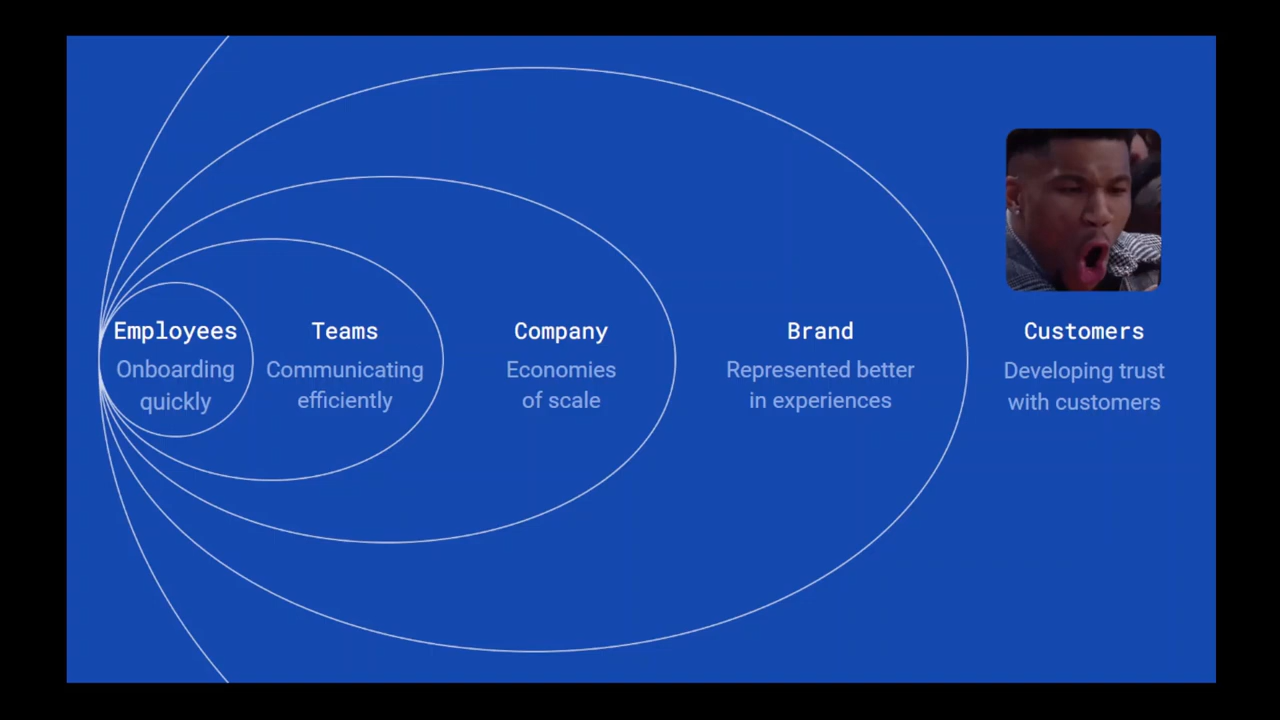 Employees
Onboarding
quickly
Teams
Communicating
efficiently
Company
Economies
of scale
Brand
Represented better
in experiences
Customers
Developing trust
with customers